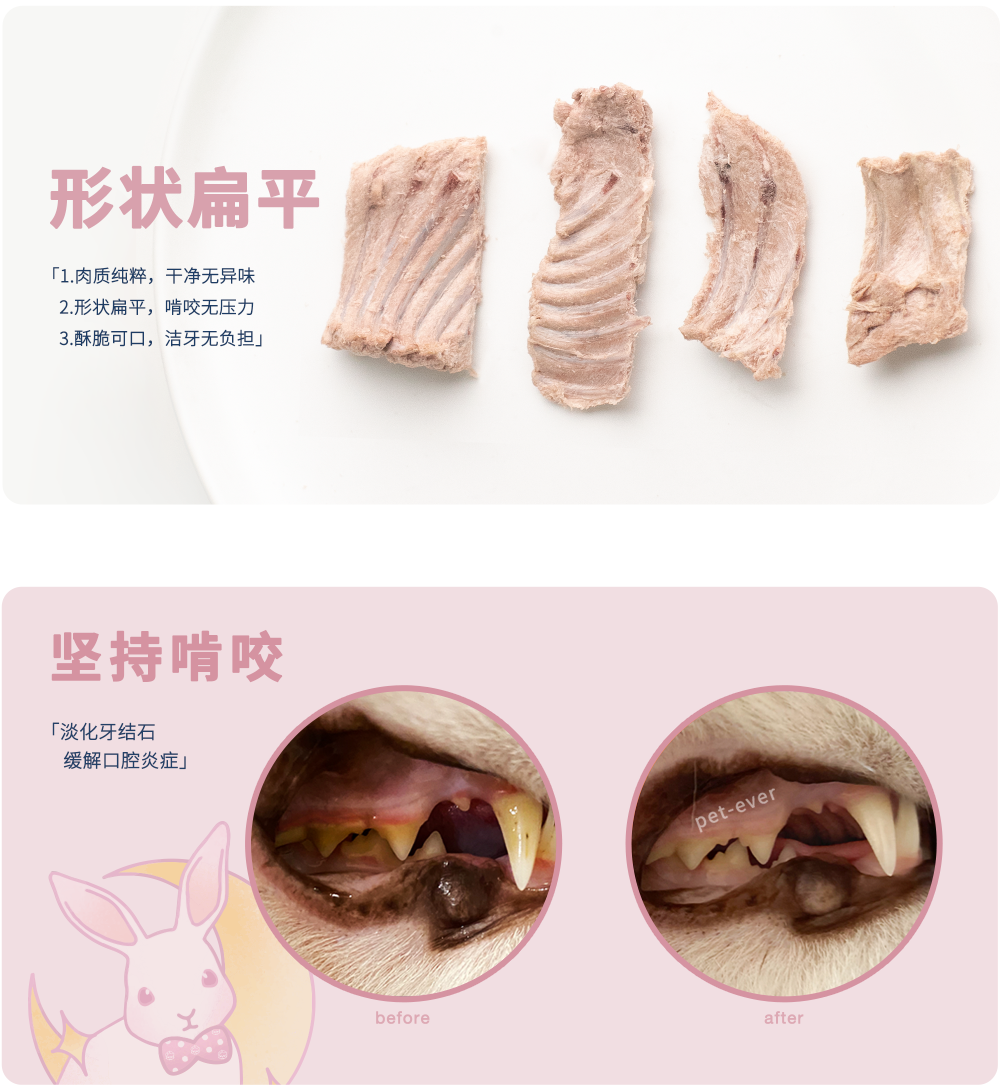 形状扁平
「1.肉质纯粹，干净无异味
2.形状扁平，啃咬无压力
3.酥脆可口，洁牙无负担」
坚持啃咬
「淡化牙结石
缓解口腔炎症」
pet-ever
before
after